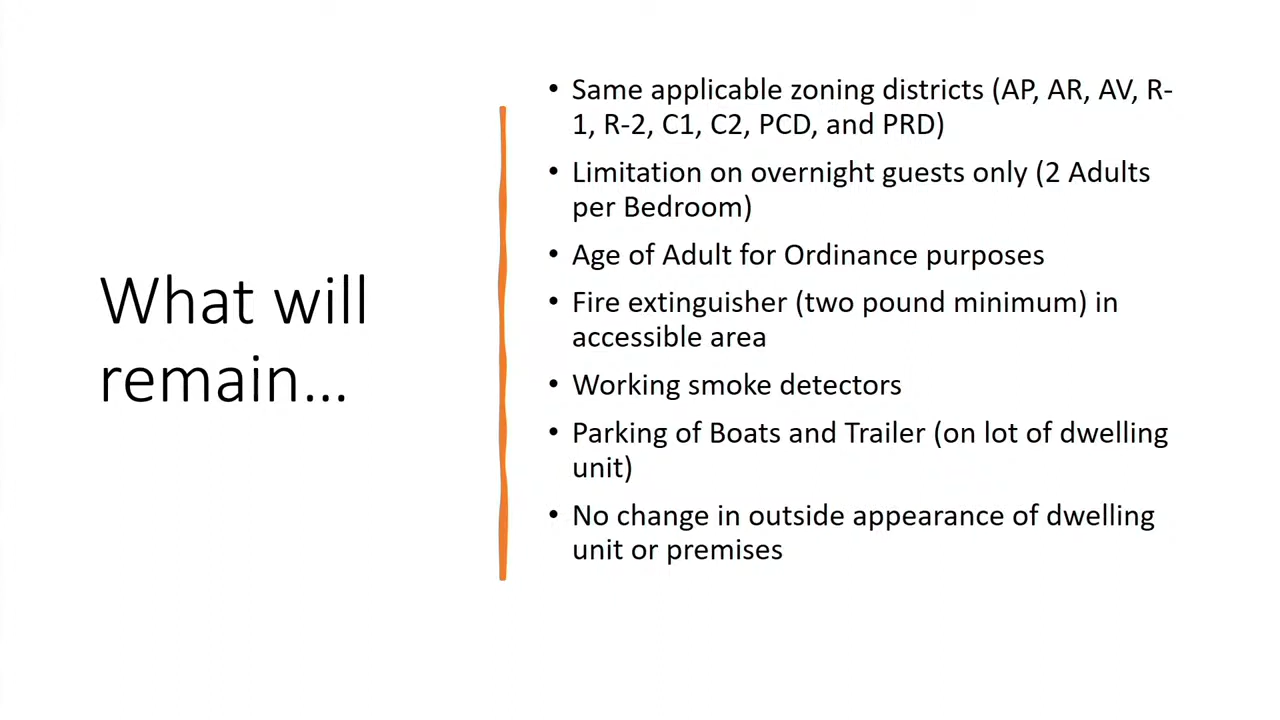 What will
remain...
• Same applicable zoning districts (AP, AR, AV, R-
1, R-2, C1, C2, PCD, and PRD)
• Limitation on overnight guests only (2 Adults
per Bedroom)
• Age of Adult for Ordinance purposes
• Fire extinguisher (two pound minimum) in
accessible area
• Working smoke detectors
• Parking of Boats and Trailer (on lot of dwelling
unit)
• No change in outside appearance of dwelling
unit or premises